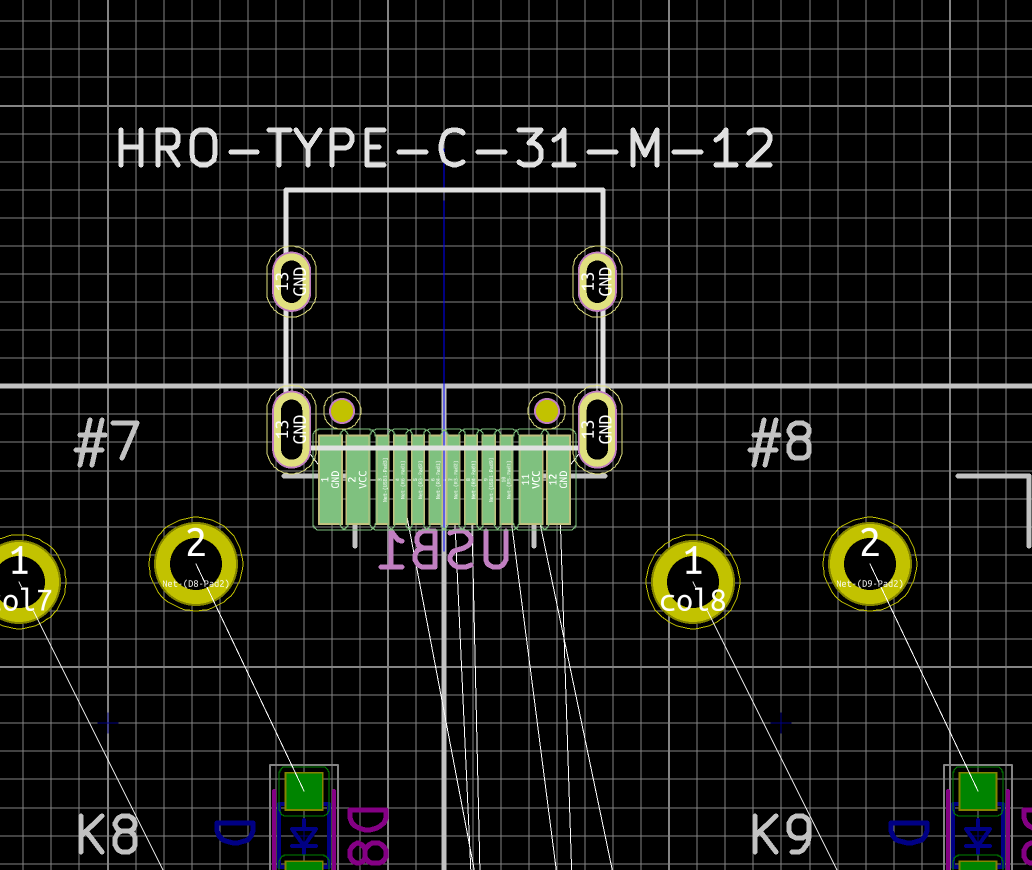 HRO-TYPE-C-31-M-12
13 GND
13 GND
13 GND
13 GND
#7
#8
1 GND
2 VCC
11 VCC
12 GND
USB1
1
col7
2
Net-(D8-Pad2)
1
col8
2
Net-(D9-Pad2)
K8
D
D8
K9
D